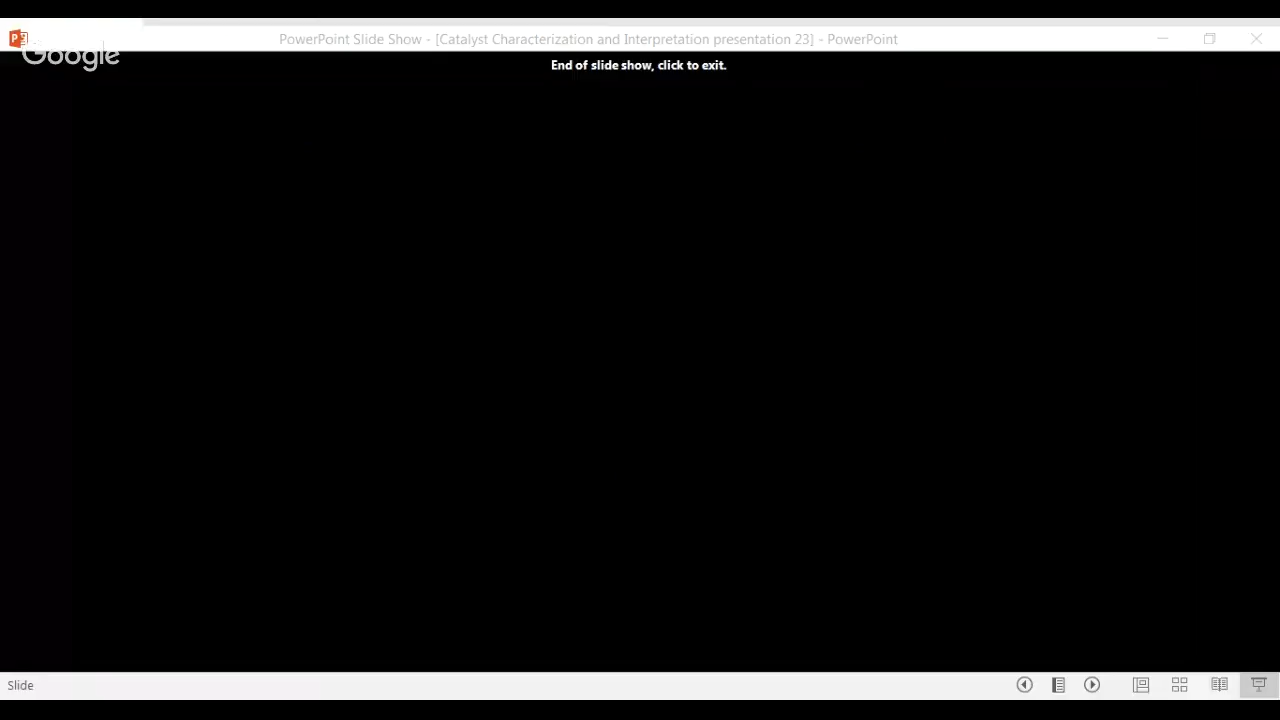 PowerPoint Slide Show - [Catalyst Characterization and Interpretation presentation 23] - PowerPoint
Google
End of slide show, click to exit.
Slide